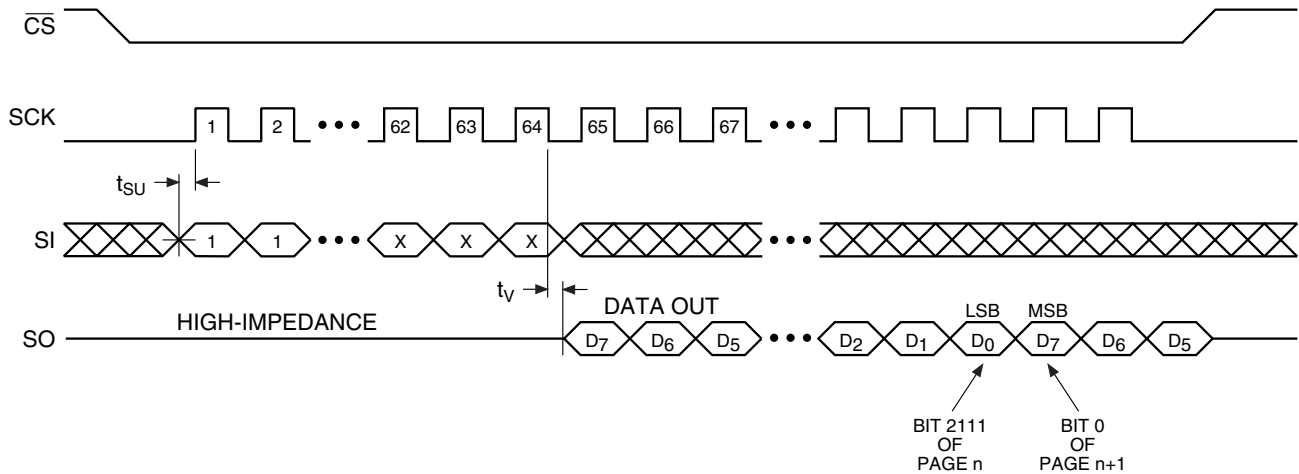 CS
SCK
1 2 ••• 62 63 64 65 66 67 •••
tSU
SI
1 1 ••• X X X •••
tV
DATA OUT
HIGH-IMPEDANCE
LSB MSB
SO
D7 D6 D5 ••• D2 D1 D0 D7 D6 D5
BIT 2111
OF
PAGE n
BIT 0
OF
PAGE n+1